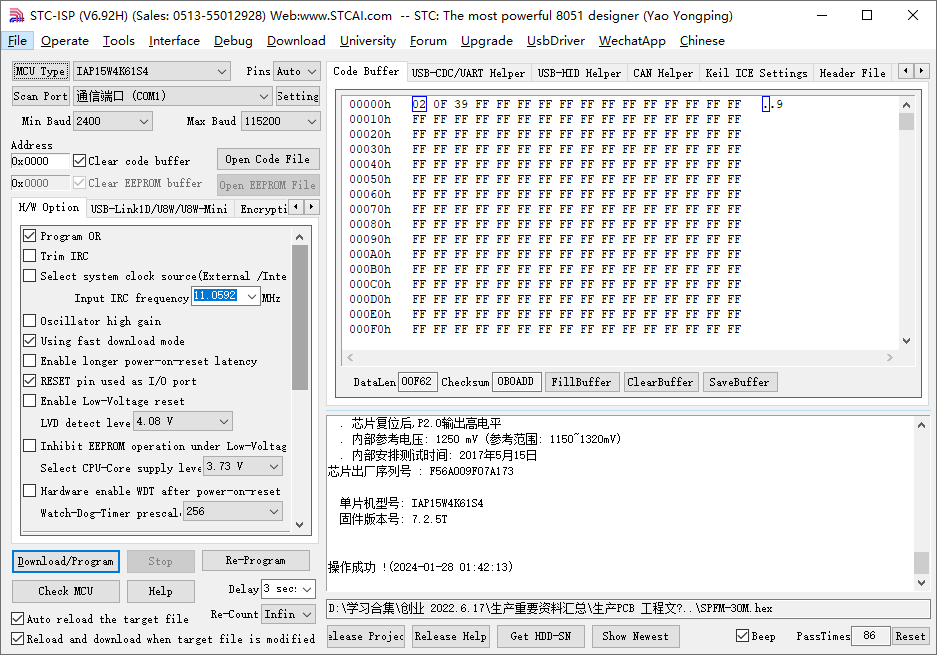 STC-ISP (V6.92H) (Sales: 0513-55012928) Web:www.STCAI.com -- STC: The most powerful 8051 designer (Yao Yongping)
File Operate Tools Interface Debug Download University Forum Upgrade UsbDriver WechatApp Chinese
MCU Type IAP15W4K61S4 Pins Auto
Scan Port 通信端口 (COM1) Setting
Min Baud 2400 Max Baud 115200
Address
0x0000 Clear code buffer Open Code File
0x0000 Clear EEPROM buffer Open EEPROM File
H/W Option USB-Link1D/U8W/U8W-Mini Encrypti
Program OR
Trim IRC
Select system clock source(External /Inte
Input IRC frequency 11.0592 MHz
Oscillator high gain
Using fast download mode
Enable longer power-on-reset latency
RESET pin used as I/O port
Enable Low-Voltage reset
LVD detect leve 4.08 V
Inhibit EEPROM operation under Low-Voltag
Select CPU-Core supply leve 3.73 V
Hardware enable WDT after power-on-reset
Watch-Dog-Timer prescal 256
Download/Program Stop Re-Program
Check MCU Help Delay 3 sec
Auto reload the target file Re-Count Infin
Reload and download when target file is modified
Code Buffer USB-CDC/UART Helper USB-HID Helper CAN Helper Keil ICE Settings Header File
00000h 02 0F 39 FF FF FF FF FF FF FF FF FF FF FF FF FF ..9
00010h FF FF FF FF FF FF FF FF FF FF FF FF FF FF FF FF
00020h FF FF FF FF FF FF FF FF FF FF FF FF FF FF FF FF
00030h FF FF FF FF FF FF FF FF FF FF FF FF FF FF FF FF
00040h FF FF FF FF FF FF FF FF FF FF FF FF FF FF FF FF
00050h FF FF FF FF FF FF FF FF FF FF FF FF FF FF FF FF
00060h FF FF FF FF FF FF FF FF FF FF FF FF FF FF FF FF
00070h FF FF FF FF FF FF FF FF FF FF FF FF FF FF FF FF
00080h FF FF FF FF FF FF FF FF FF FF FF FF FF FF FF FF
00090h FF FF FF FF FF FF FF FF FF FF FF FF FF FF FF FF
000A0h FF FF FF FF FF FF FF FF FF FF FF FF FF FF FF FF
000B0h FF FF FF FF FF FF FF FF FF FF FF FF FF FF FF FF
000C0h FF FF FF FF FF FF FF FF FF FF FF FF FF FF FF FF
000D0h FF FF FF FF FF FF FF FF FF FF FF FF FF FF FF FF
000E0h FF FF FF FF FF FF FF FF FF FF FF FF FF FF FF FF
000F0h FF FF FF FF FF FF FF FF FF FF FF FF FF FF FF FF
DataLen 00F62 Checksum 0B0ADD FillBuffer ClearBuffer SaveBuffer
. 芯片复位后,P2.0输出高电平
. 内部参考电压: 1250 mV (参考范围: 1150~1320mV)
. 内部安排测试时间: 2017年5月15日
芯片出厂序列号 : F56A009F07A173
单片机型号: IAP15W4K61S4
固件版本号: 7.2.5T
操作成功 !(2024-01-28 01:42:13)
D:\学习合集\创业 2022.6.17\生产重要资料汇总\生产PCB 工程文?..\SPFM-30M.hex
elease Projec Release Help Get HDD-SN Show Newest Beep PassTimes 86 Reset